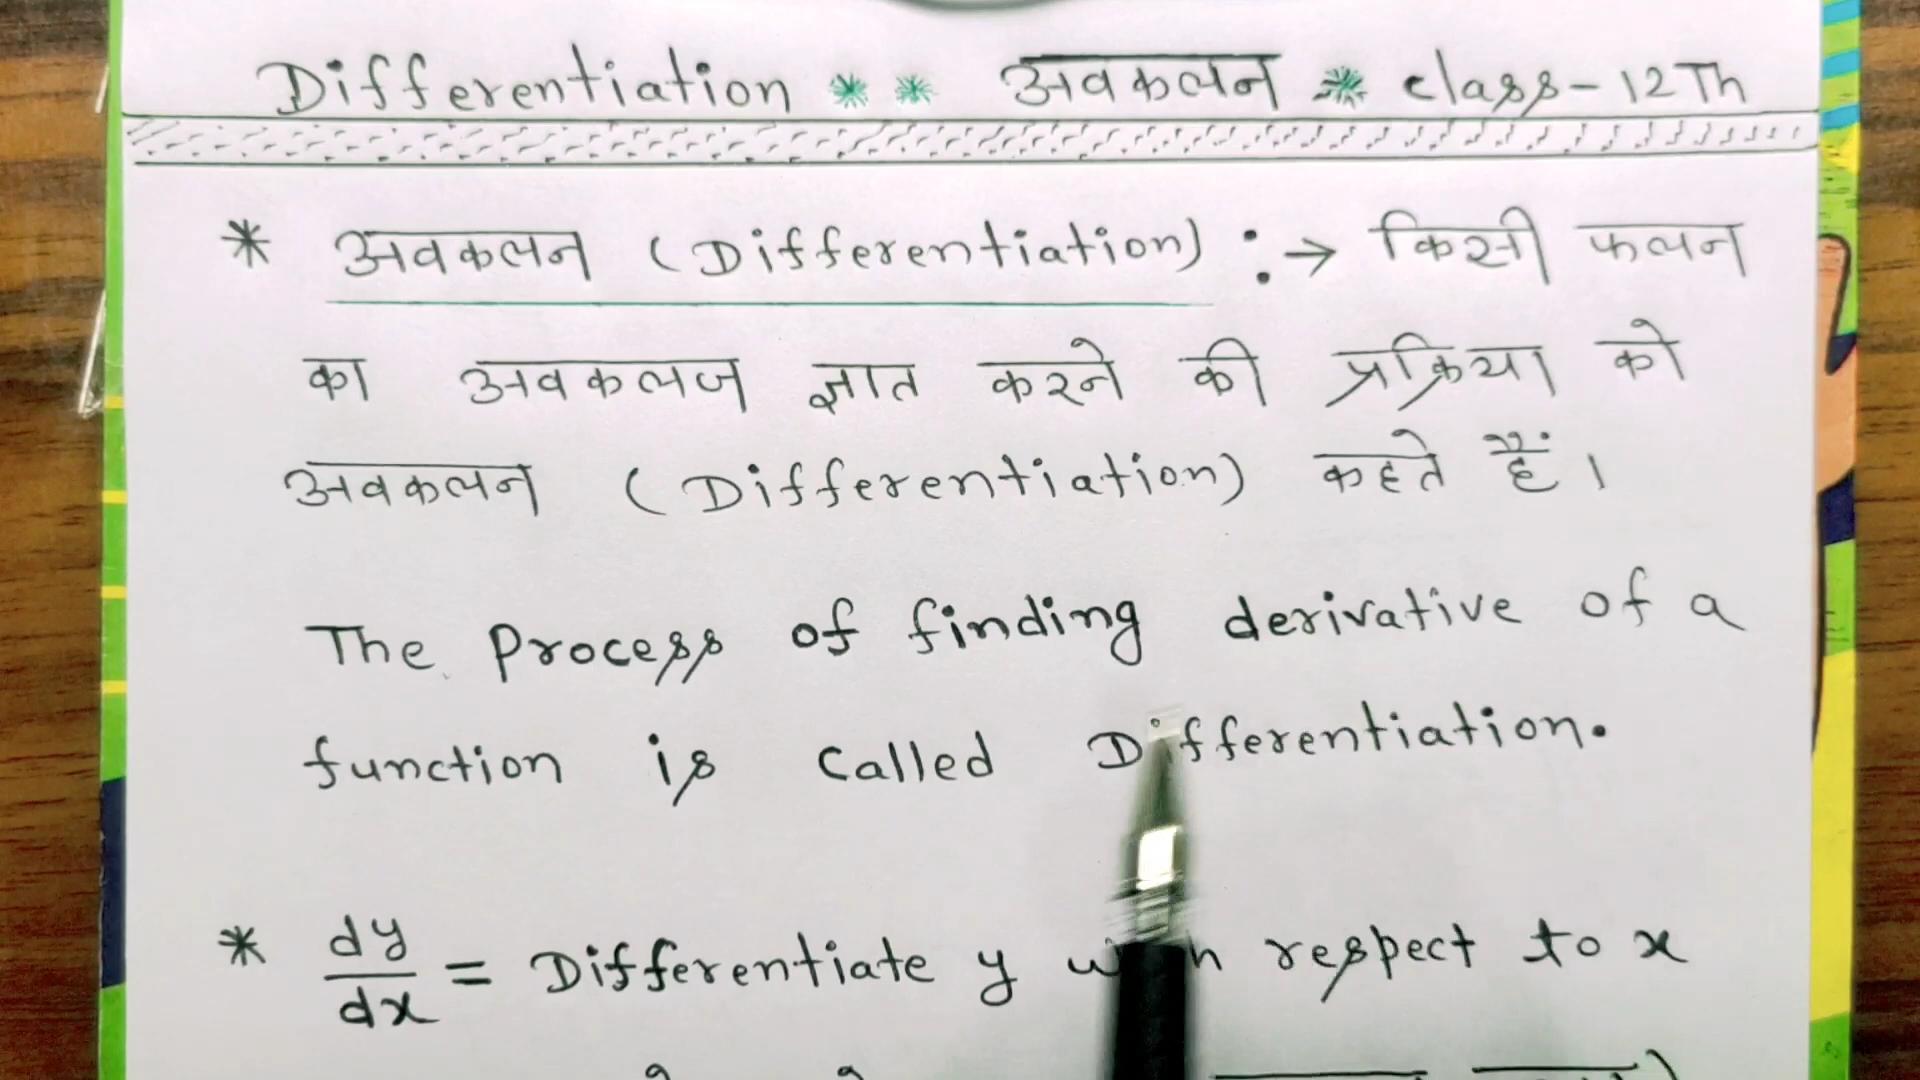 Differentiation ** अवकलन * class-12Th
* अवकलन (Differentiation) :→ किसी फलन
का अवकलज ज्ञात करने की प्रक्रिया को
अवकलन (Differentiation) कहते हैं।
The Process of finding derivative of a
function is Called Differentiation.
* dy/dx = Differentiate y with respect to x